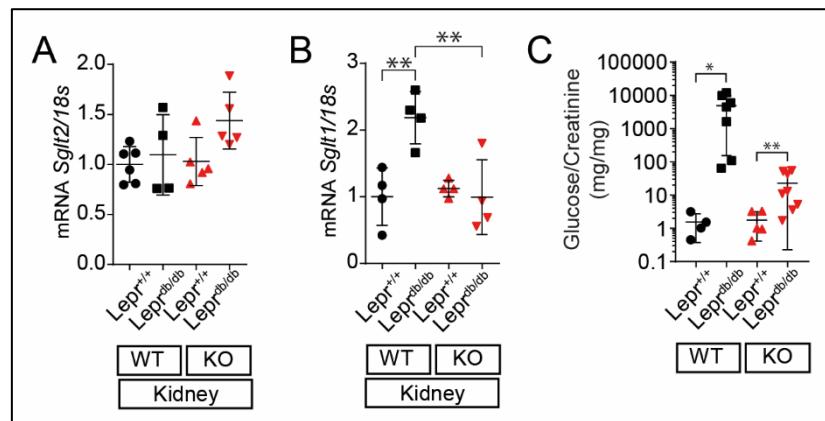 A
mRNA Sglt2/18s
2.0
1.5
1.0
0.5
0.0
Lepr+/+
Leprdb/db
Lepr+/+
Leprdb/db
WT
KO
Kidney
B
mRNA Sglt1/18s
3
2
1
0
**
**
Lepr+/+
Leprdb/db
Lepr+/+
Leprdb/db
WT
KO
Kidney
C
Glucose/Creatinine
(mg/mg)
100000
10000
1000
100
10
1
0.1
*
**
Lepr+/+
Leprdb/db
Lepr+/+
Leprdb/db
WT
KO